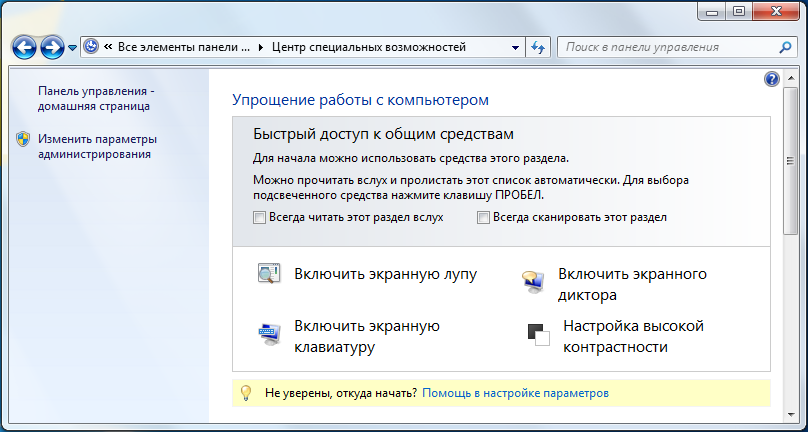 « Все элементы панели ... ▸ Центр специальных возможностей
Поиск в панели управления
Панель управления -
домашняя страница
Изменить параметры
администрирования
Упрощение работы с компьютером
Быстрый доступ к общим средствам
Для начала можно использовать средства этого раздела.
Можно прочитать вслух и пролистать этот список автоматически. Для выбора
подсвеченного средства нажмите клавишу ПРОБЕЛ.
Всегда читать этот раздел вслух
Всегда сканировать этот раздел
Включить экранную лупу
Включить экранного
диктора
Включить экранную
клавиатуру
Настройка высокой
контрастности
Не уверены, откуда начать? Помощь в настройке параметров